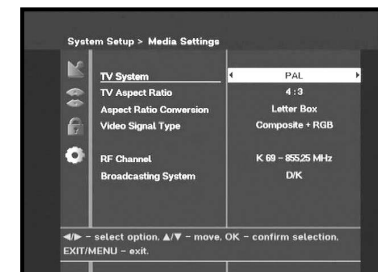 System Setup > Media Settings
TV System ◂ PAL ▸
TV Aspect Ratio 4:3
Aspect Ratio Conversion Letter Box
Video Signal Type Composite + RGB
RF Channel K 69 – 855,25 MHz
Broadcasting System D/K
◂/▸ – select option. ▲/▼ – move. OK – confirm selection.
EXIT/MENU – exit.